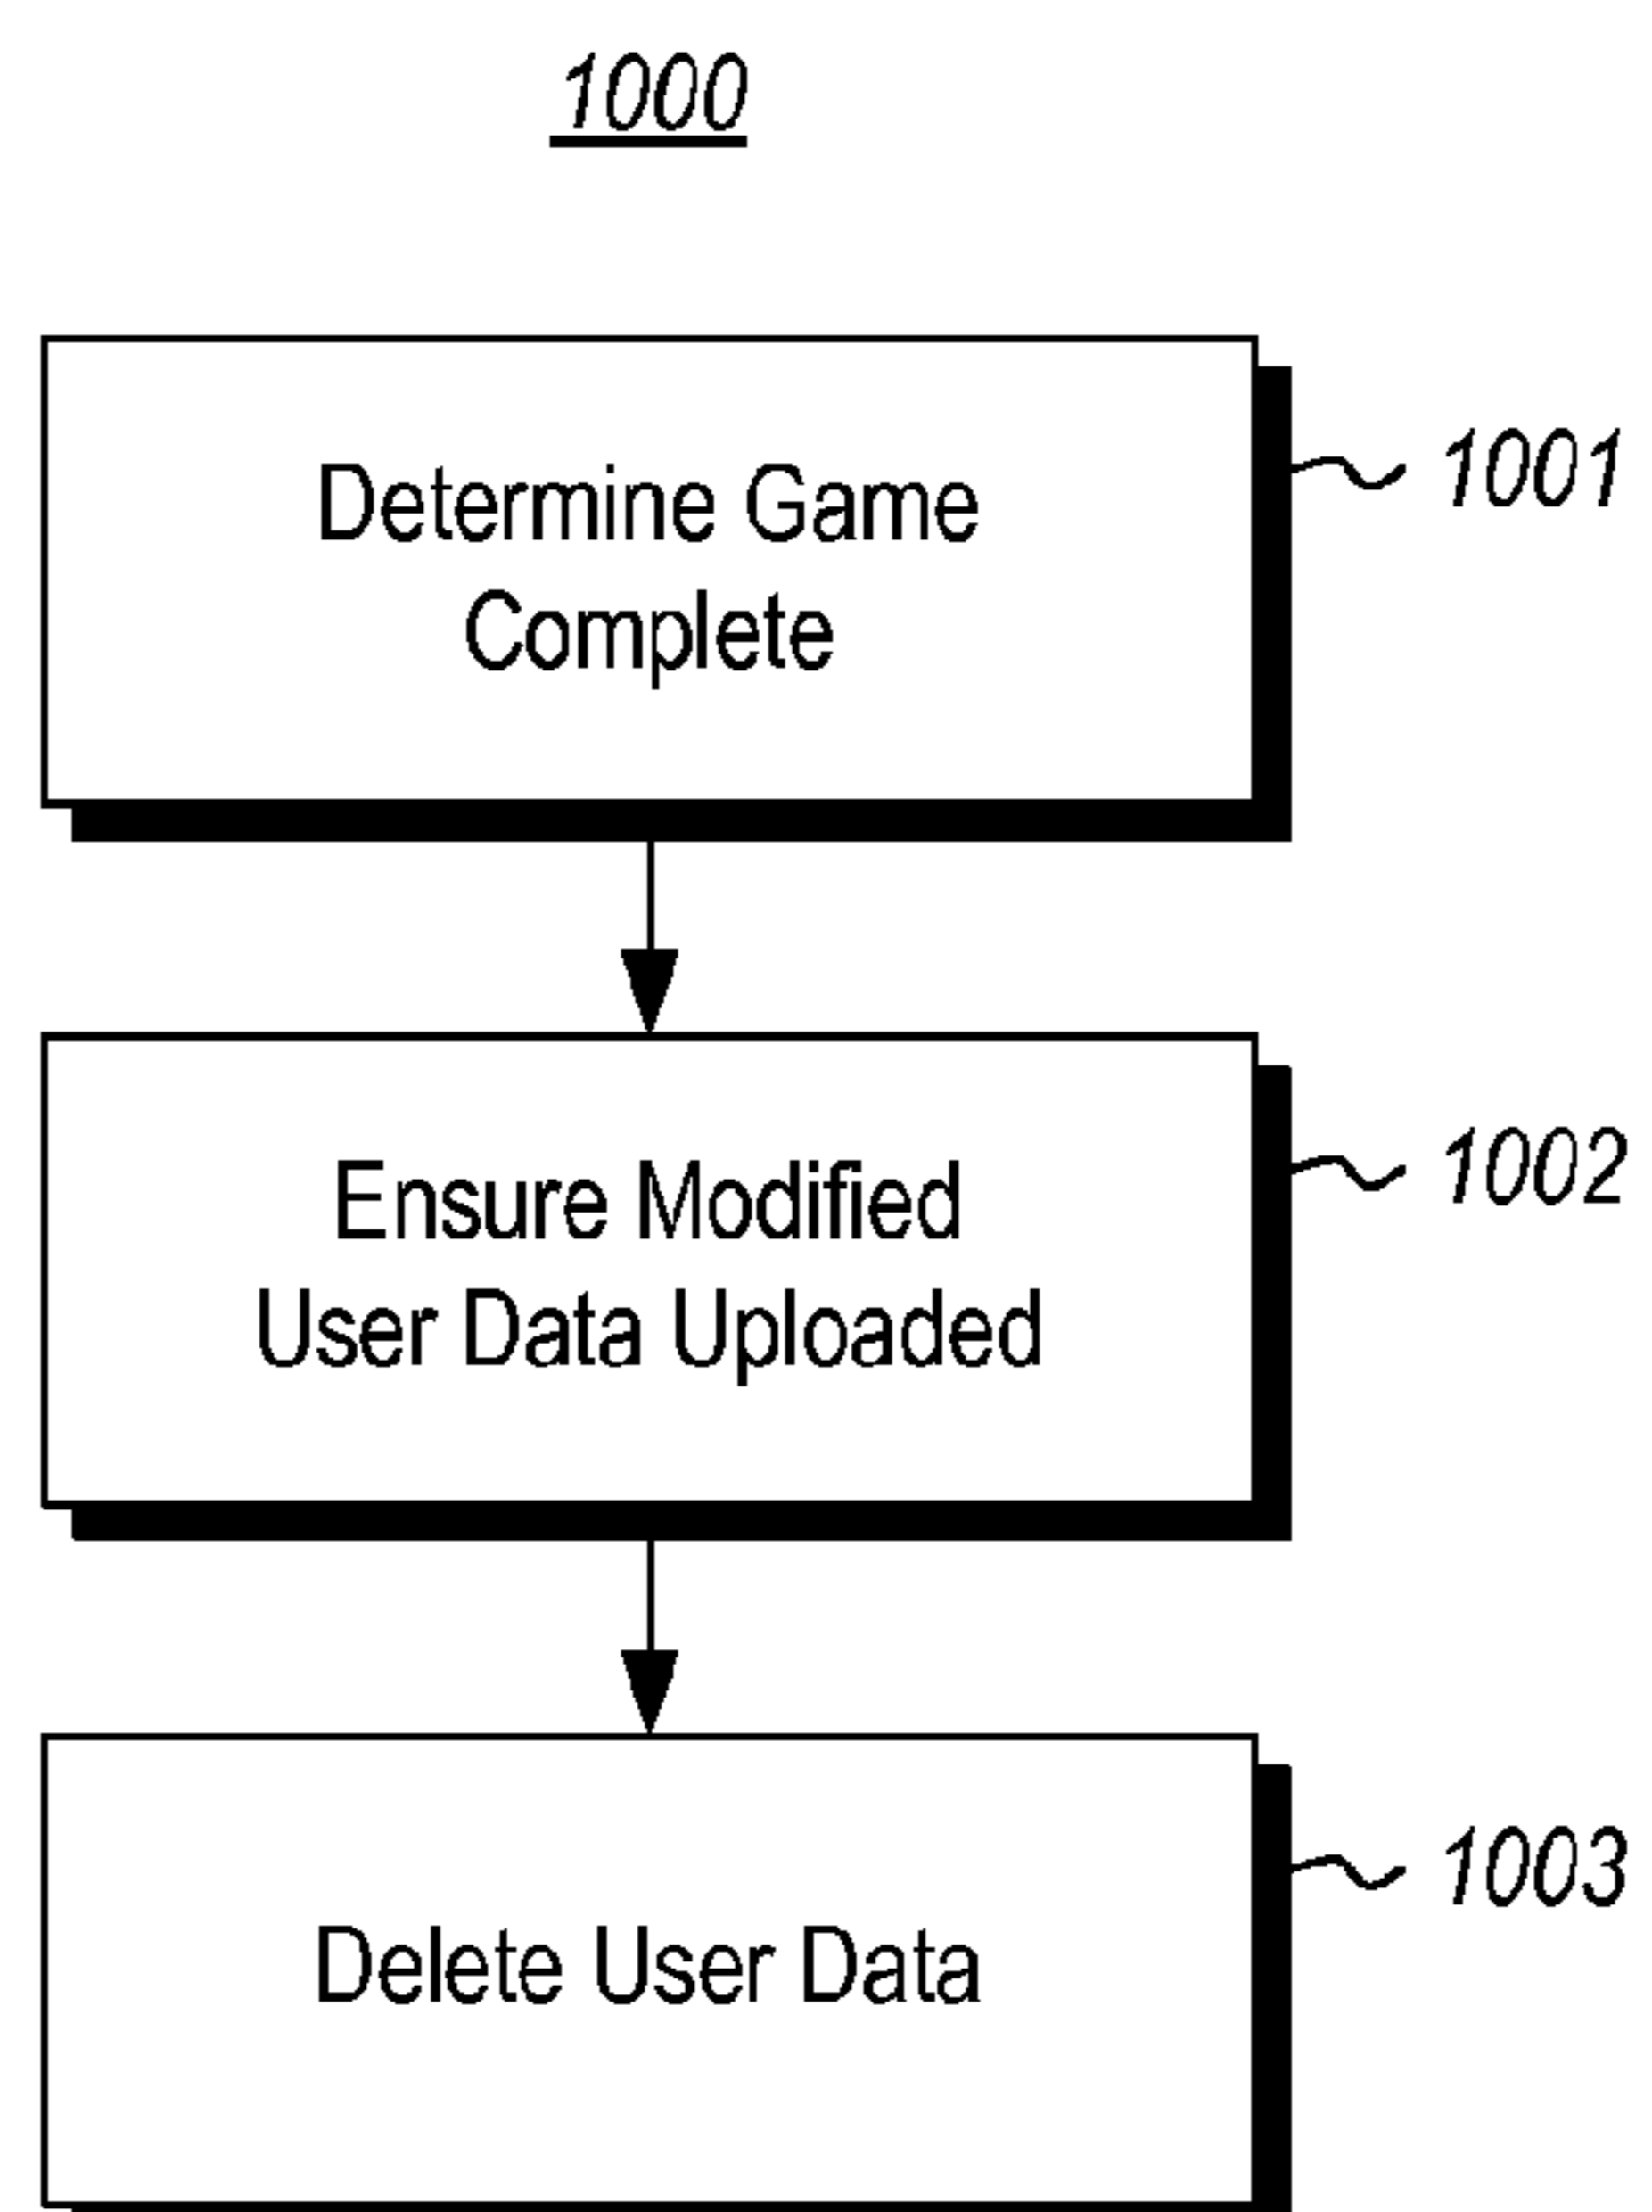 1000
Determine Game
Complete
1001
Ensure Modified
User Data Uploaded
1002
Delete User Data
1003